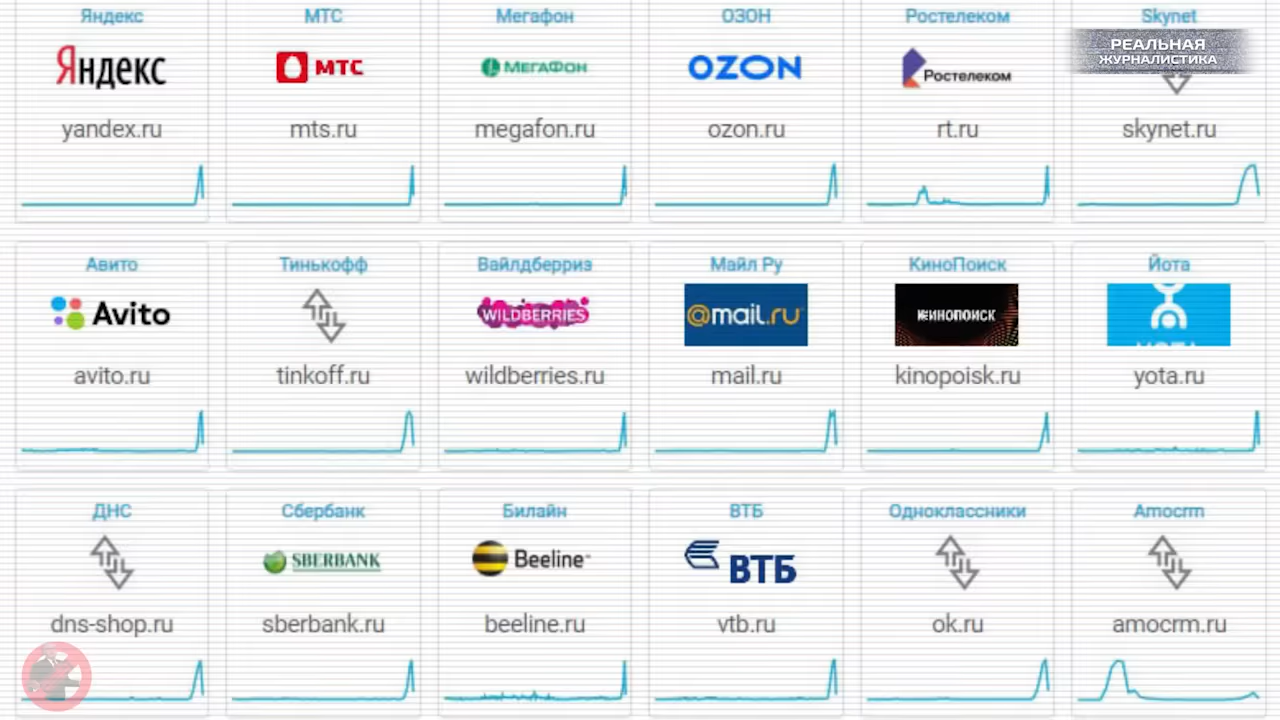 Яндекс МТС Мегафон ОЗОН Ростелеком Skynet
РЕАЛЬНАЯ
ЖУРНАЛИСТИКА
Яндекс МТС МЕГАФОН OZON Ростелеком
yandex.ru mts.ru megafon.ru ozon.ru rt.ru skynet.ru
Авито Тинькофф Вайлдберриз Майл Ру КиноПоиск Йота
Avito WILDBERRIES @mail.ru КИНОПОИСК
avito.ru tinkoff.ru wildberries.ru mail.ru kinopoisk.ru yota.ru
ДНС Сбербанк Билайн ВТБ Одноклассники Amocrm
SBERBANK Beeline ВТБ
dns-shop.ru sberbank.ru beeline.ru vtb.ru ok.ru amocrm.ru